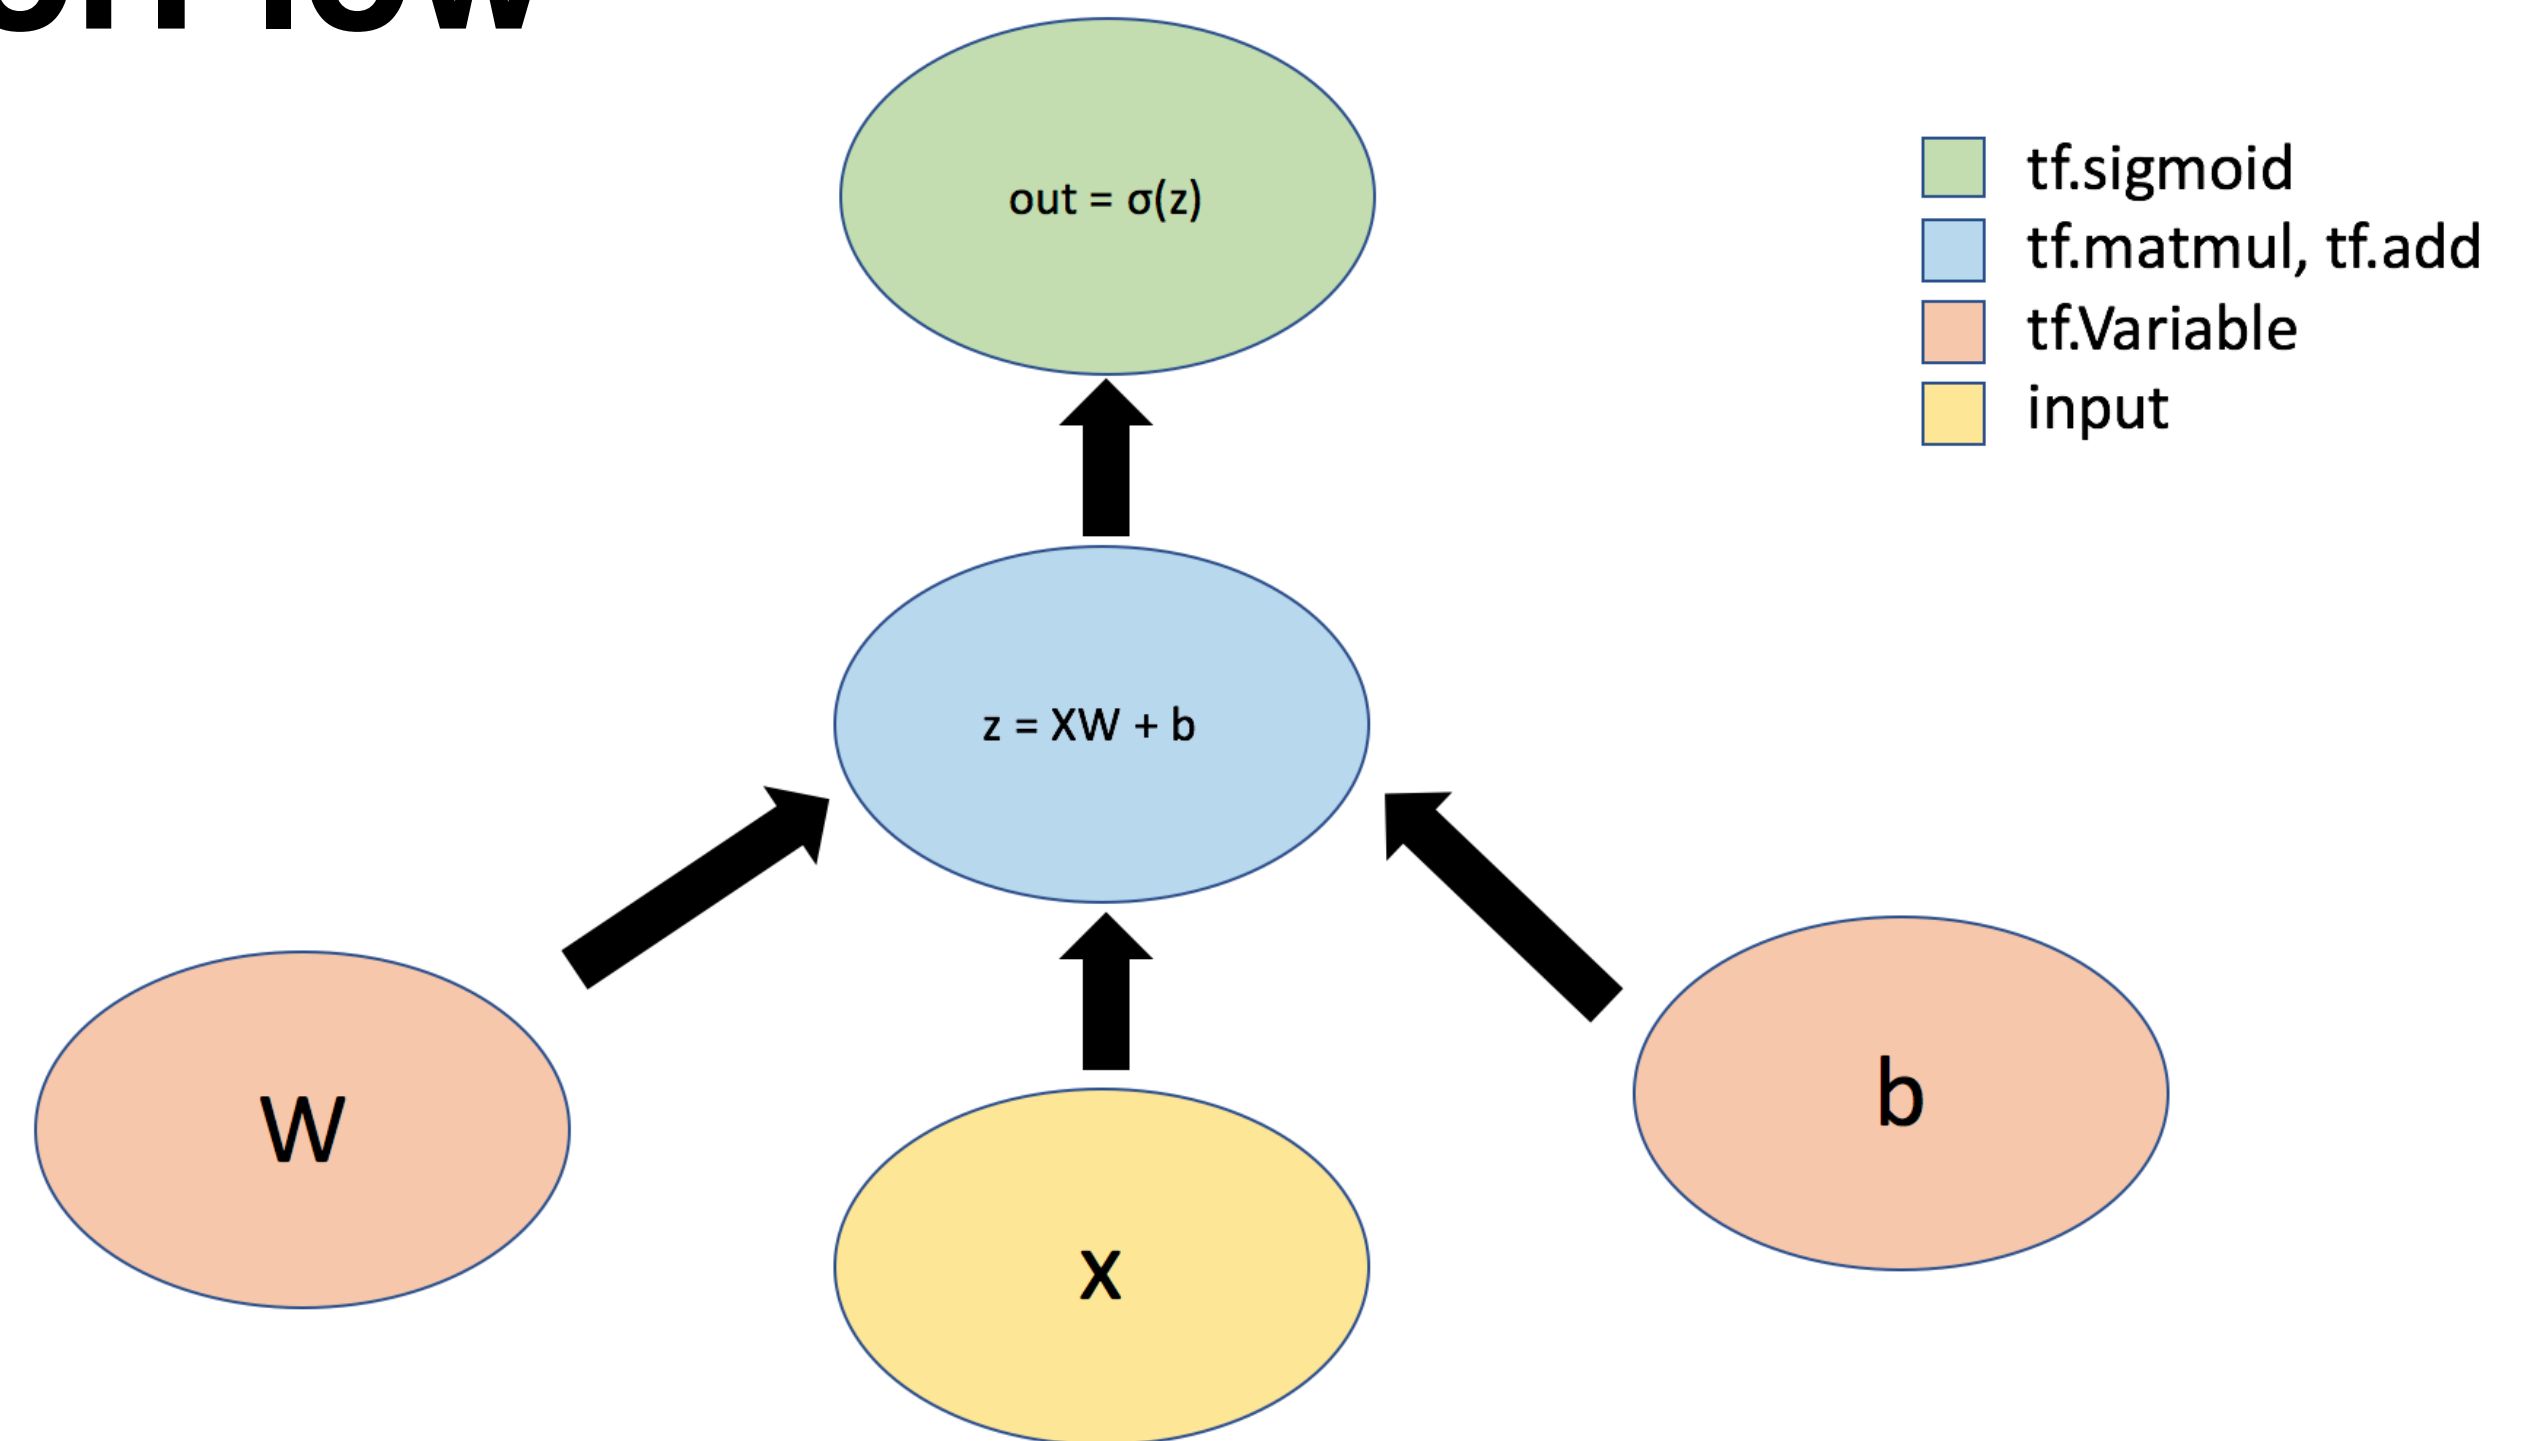 out = σ(z)
tf.sigmoid
tf.matmul, tf.add
tf.Variable
input
z = XW + b
W
b
X